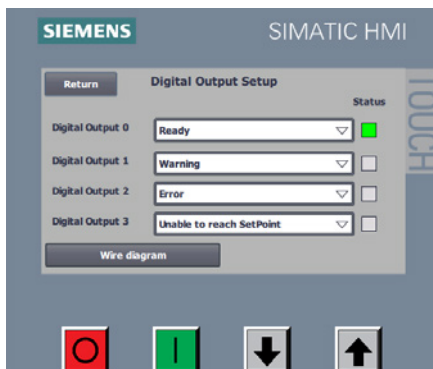 SIEMENS
SIMATIC HMI
TOUCH
Return
Digital Output Setup
Status
Digital Output 0
Ready
Digital Output 1
Warning
Digital Output 2
Error
Digital Output 3
Unable to reach SetPoint
Wire diagram